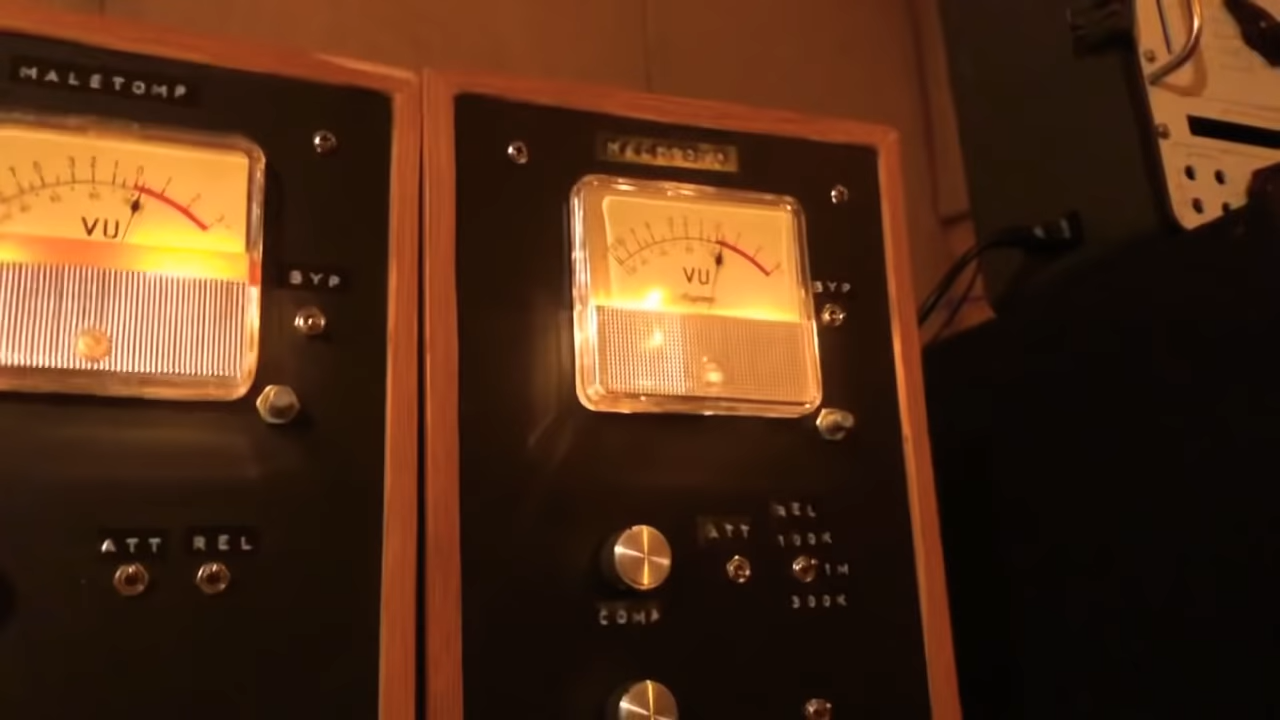 MALETOMP
VU
BYP
ATT REL
VU
BYP
ATT
REL
100K
1M
300K
COMP